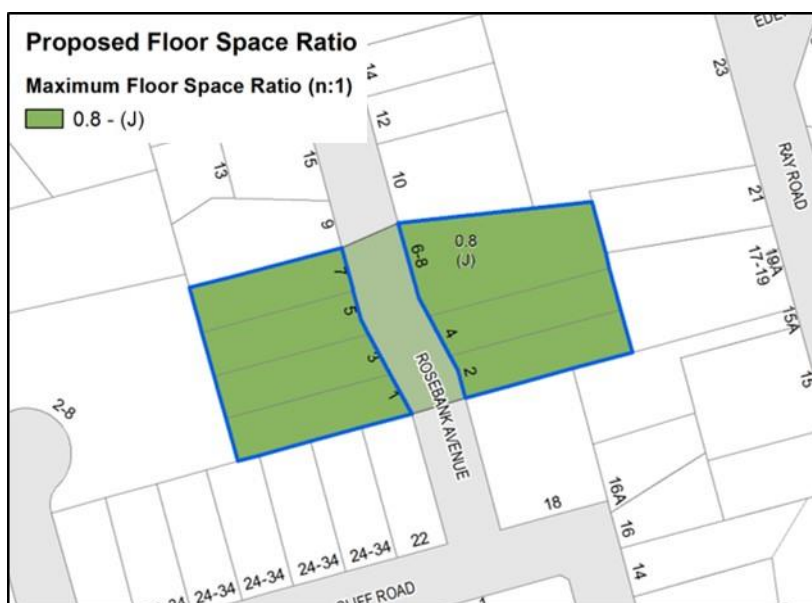 Proposed Floor Space Ratio
Maximum Floor Space Ratio (n:1)
0.8 - (J)
14
12
10
15
13
9
23
RAY ROAD
21
19A
17-19
15A
15
0.8
(J)
6-8
4
2
7
5
3
1
ROSEBANK AVENUE
2-8
24-34
24-34
24-34
24-34
22
18
16A
16
14
ROAD